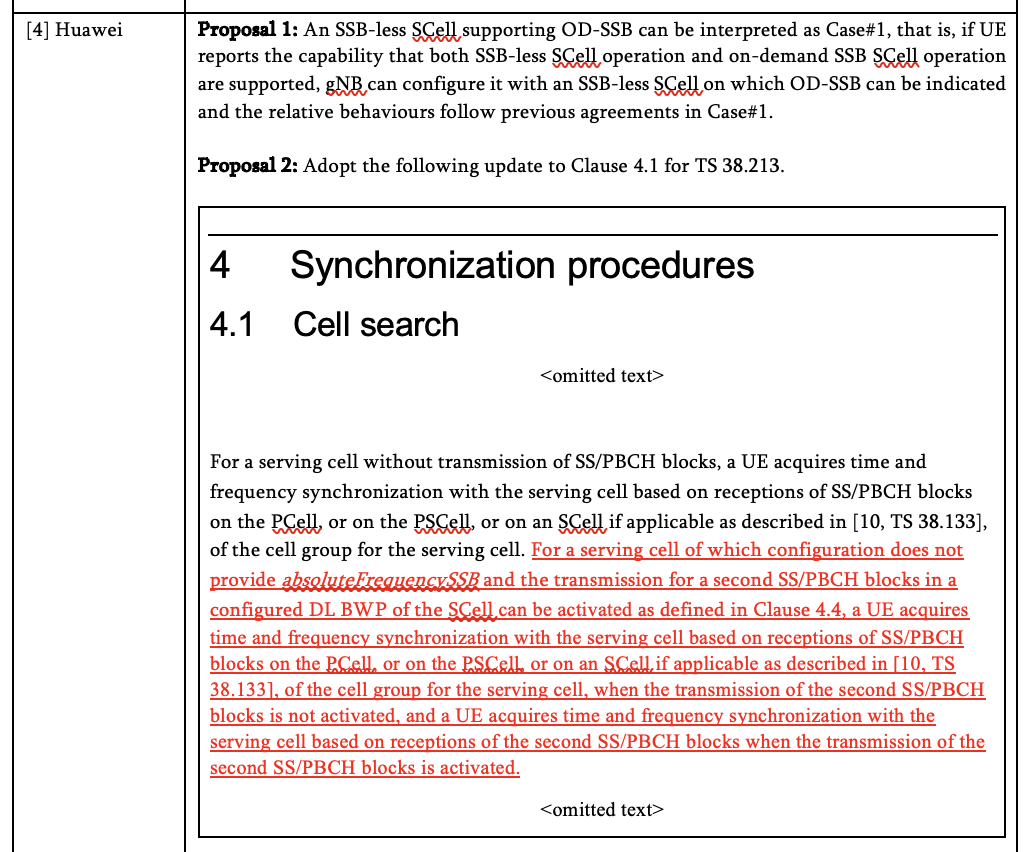 [4] Huawei
Proposal 1: An SSB-less SCell supporting OD-SSB can be interpreted as Case#1, that is, if UE
reports the capability that both SSB-less SCell operation and on-demand SSB SCell operation
are supported, gNB can configure it with an SSB-less SCell on which OD-SSB can be indicated
and the relative behaviours follow previous agreements in Case#1.
Proposal 2: Adopt the following update to Clause 4.1 for TS 38.213.
4 Synchronization procedures
4.1 Cell search
<omitted text>
For a serving cell without transmission of SS/PBCH blocks, a UE acquires time and
frequency synchronization with the serving cell based on receptions of SS/PBCH blocks
on the PCell, or on the PSCell, or on an SCell if applicable as described in [10, TS 38.133],
of the cell group for the serving cell. For a serving cell of which configuration does not
provide absoluteFrequencySSB and the transmission for a second SS/PBCH blocks in a
configured DL BWP of the SCell can be activated as defined in Clause 4.4, a UE acquires
time and frequency synchronization with the serving cell based on receptions of SS/PBCH
blocks on the PCell, or on the PSCell, or on an SCell if applicable as described in [10, TS
38.133], of the cell group for the serving cell, when the transmission of the second SS/PBCH
blocks is not activated, and a UE acquires time and frequency synchronization with the
serving cell based on receptions of the second SS/PBCH blocks when the transmission of the
second SS/PBCH blocks is activated.
<omitted text>